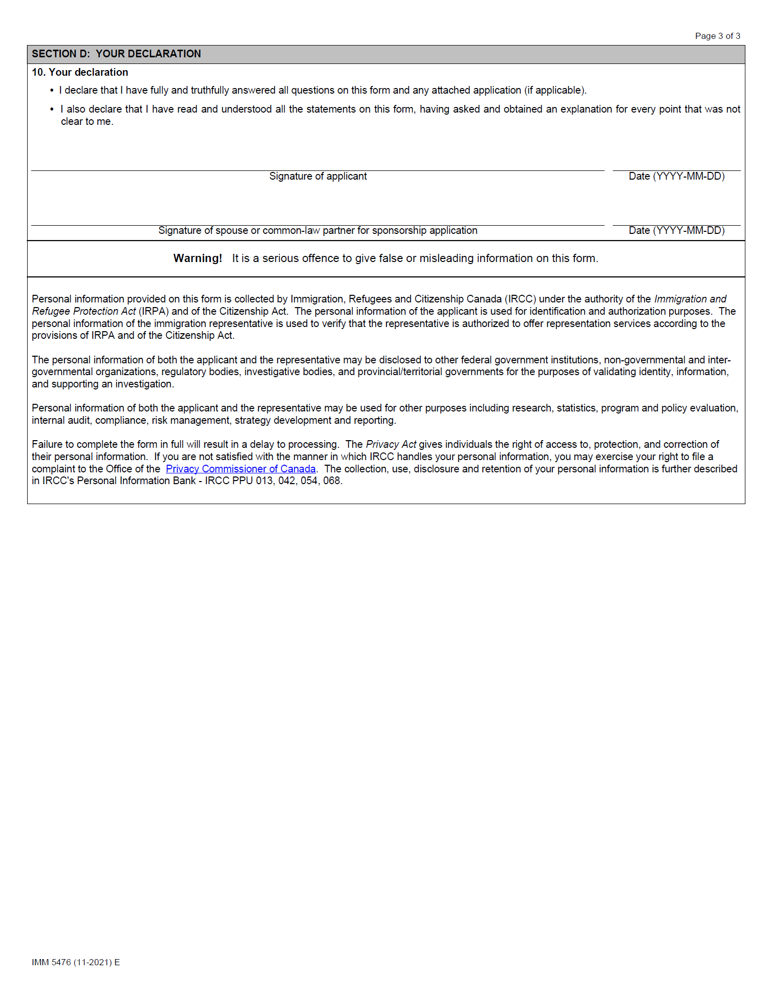 Page 3 of 3
SECTION D: YOUR DECLARATION
10. Your declaration
• I declare that I have fully and truthfully answered all questions on this form and any attached application (if applicable).
• I also declare that I have read and understood all the statements on this form, having asked and obtained an explanation for every point that was not
clear to me.
Signature of applicant Date (YYYY-MM-DD)
Signature of spouse or common-law partner for sponsorship application Date (YYYY-MM-DD)
Warning! It is a serious offence to give false or misleading information on this form.
Personal information provided on this form is collected by Immigration, Refugees and Citizenship Canada (IRCC) under the authority of the Immigration and
Refugee Protection Act (IRPA) and of the Citizenship Act. The personal information of the applicant is used for identification and authorization purposes. The
personal information of the immigration representative is used to verify that the representative is authorized to offer representation services according to the
provisions of IRPA and of the Citizenship Act.
The personal information of both the applicant and the representative may be disclosed to other federal government institutions, non-governmental and inter-
governmental organizations, regulatory bodies, investigative bodies, and provincial/territorial governments for the purposes of validating identity, information,
and supporting an investigation.
Personal information of both the applicant and the representative may be used for other purposes including research, statistics, program and policy evaluation,
internal audit, compliance, risk management, strategy development and reporting.
Failure to complete the form in full will result in a delay to processing. The Privacy Act gives individuals the right of access to, protection, and correction of
their personal information. If you are not satisfied with the manner in which IRCC handles your personal information, you may exercise your right to file a
complaint to the Office of the Privacy Commissioner of Canada. The collection, use, disclosure and retention of your personal information is further described
in IRCC's Personal Information Bank - IRCC PPU 013, 042, 054, 068.
IMM 5476 (11-2021) E